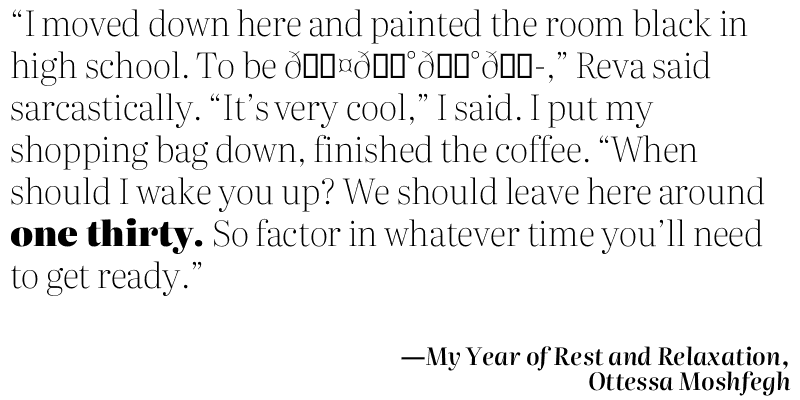 “I moved down here and painted the room black in
high school. To be ð▯▯¤ð▯▯°ð▯▯°ð▯▯-,” Reva said
sarcastically. “It’s very cool,” I said. I put my
shopping bag down, finished the coffee. “When
should I wake you up? We should leave here around
one thirty. So factor in whatever time you’ll need
to get ready.”
—My Year of Rest and Relaxation,
Ottessa Moshfegh